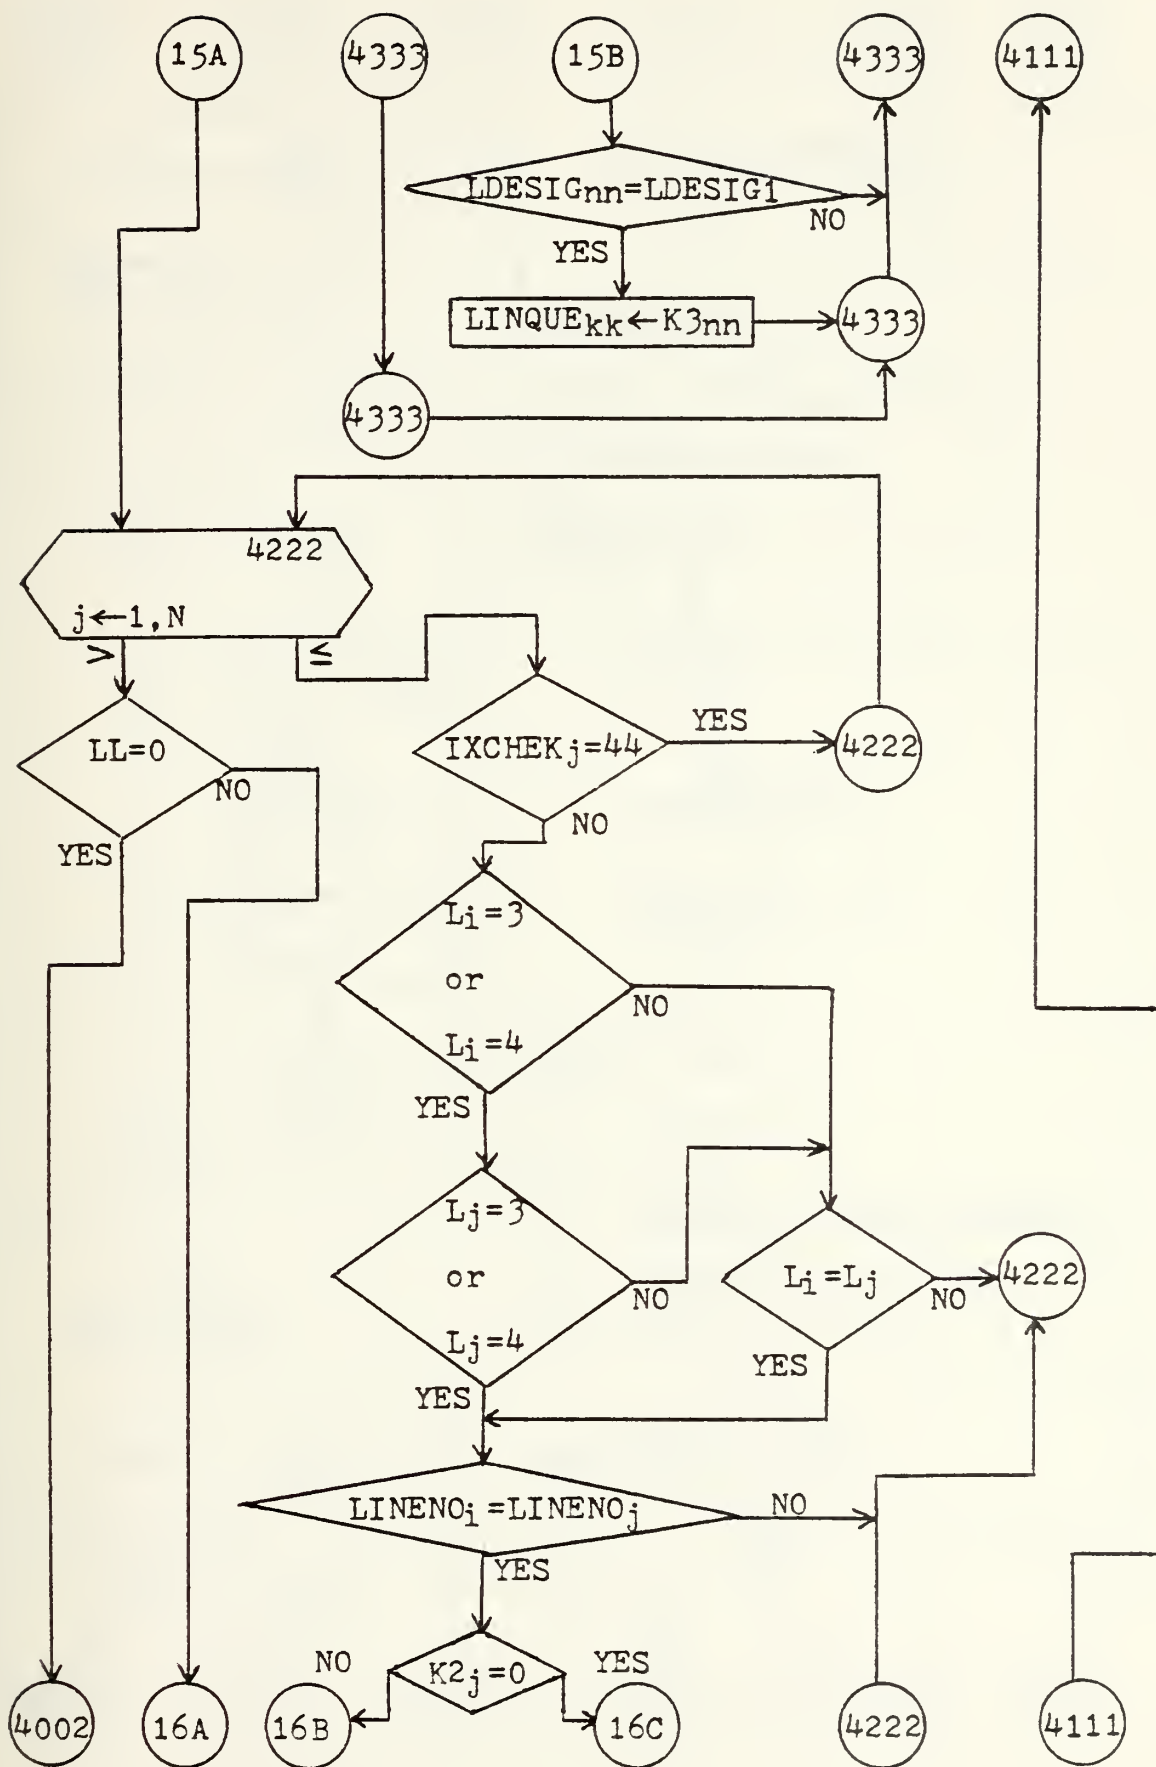 15A 4333 15B 4333 4111
LDESIGnn=LDESIG1
NO
YES
LINQUEkk←K3nn
4333
4333
4222
j←1,N
> ≤
LL=0
NO
YES
IXCHEKj=44
YES
4222
NO
Li=3
or
Li=4
NO
YES
Lj=3
or
Lj=4
NO
YES
Li=Lj
NO
4222
YES
LINENOi=LINENOj
NO
YES
K2j=0
NO
YES
4002 16A 16B 16C 4222 4111